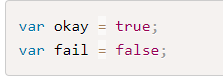 var okay = true;
var fail = false;